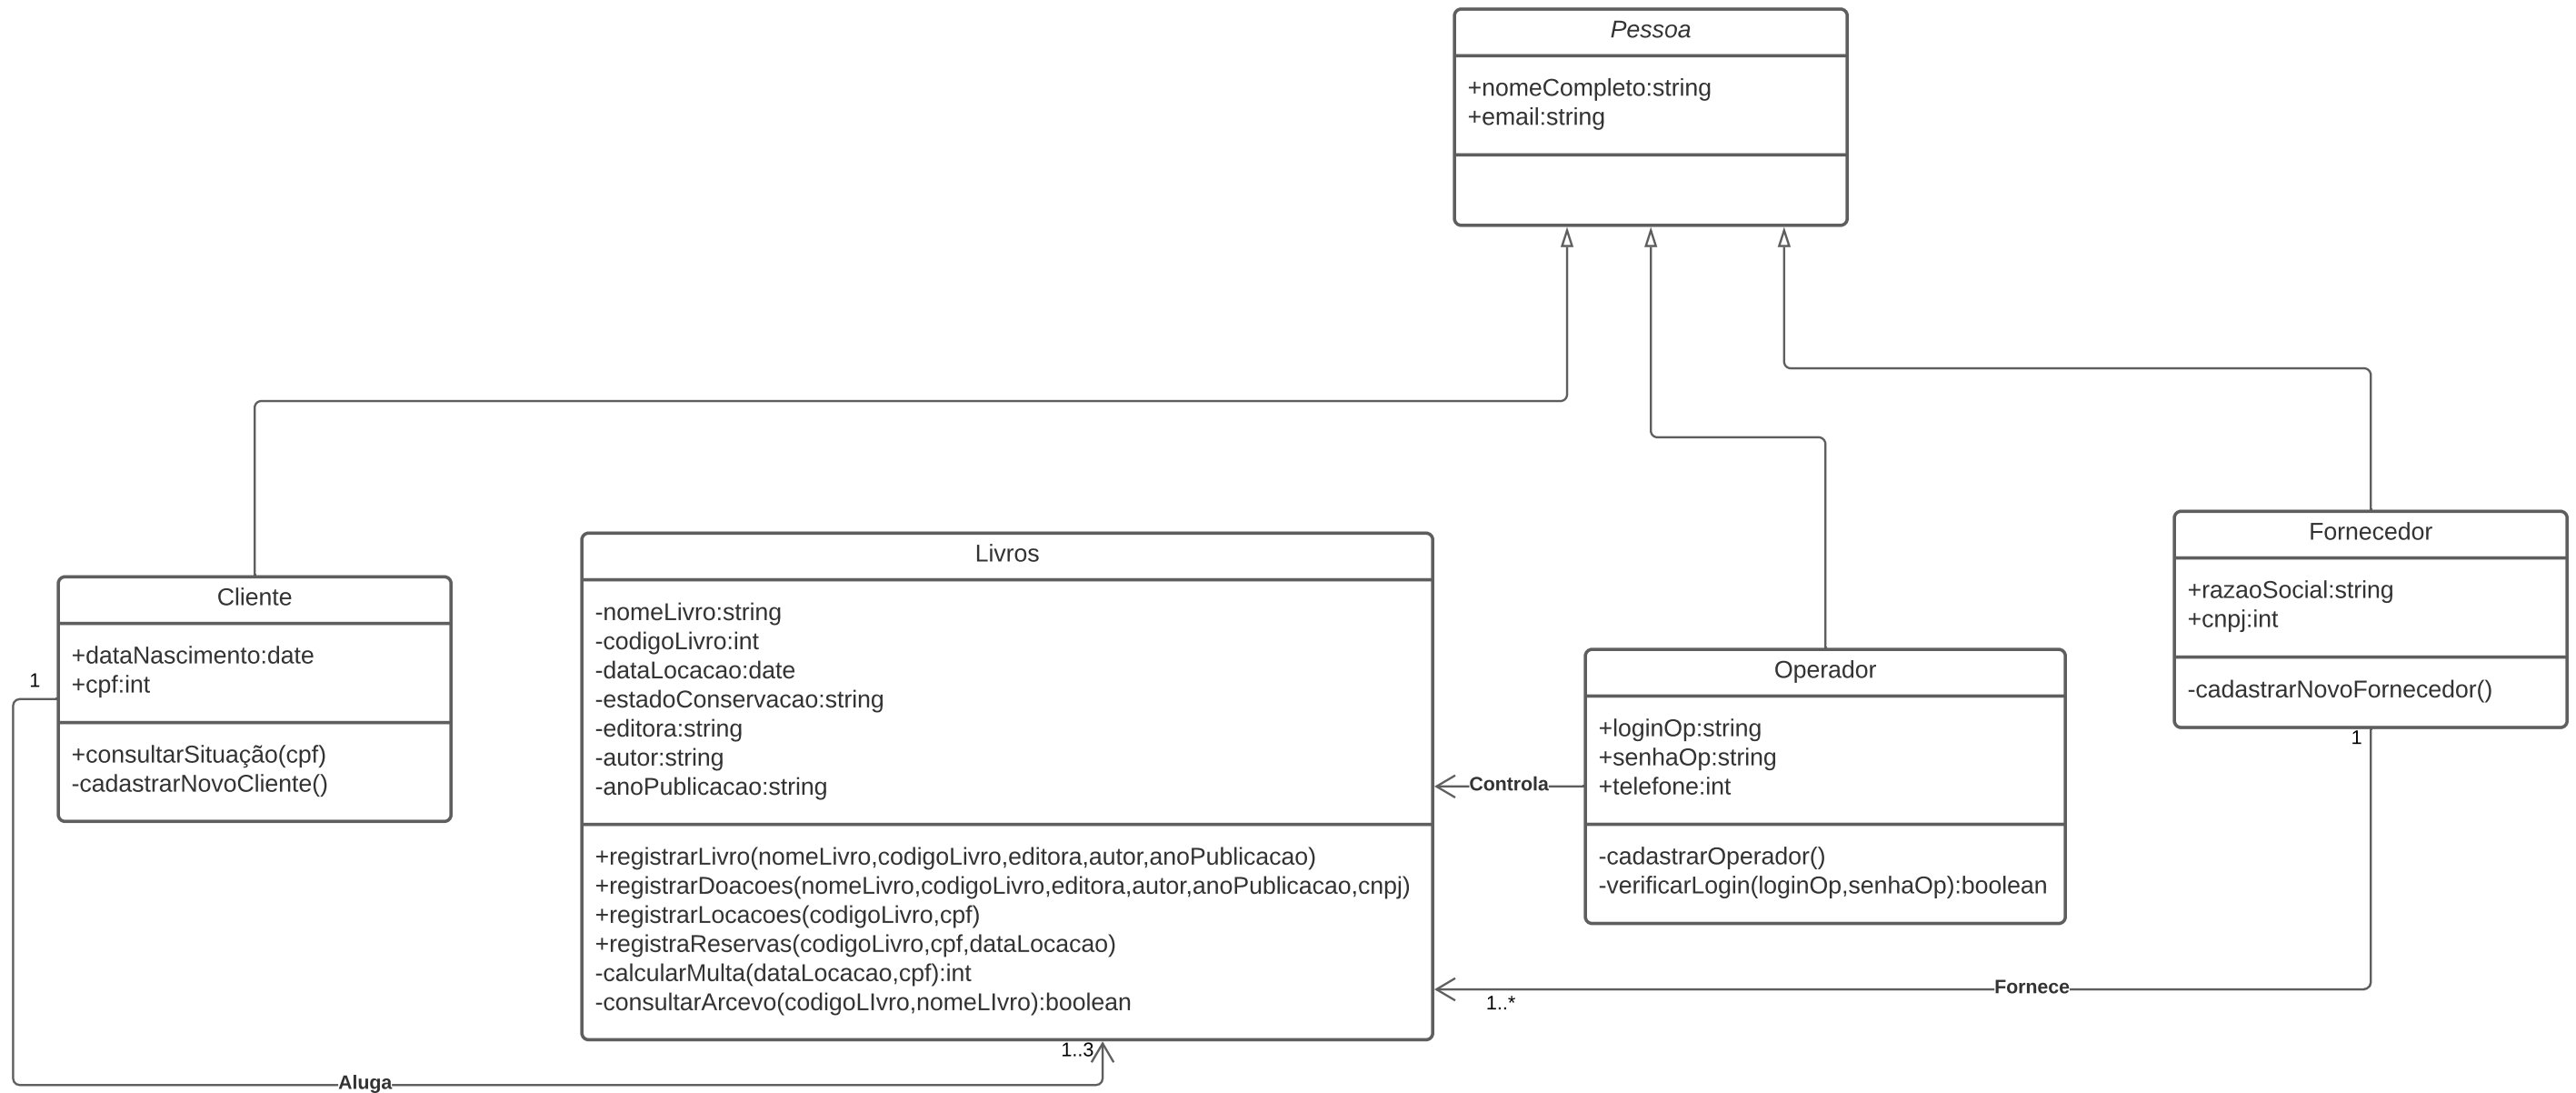 Pessoa
+nomeCompleto:string
+email:string
Cliente
+dataNascimento:date
+cpf:int
+consultarSituação(cpf)
-cadastrarNovoCliente()
1
Aluga
1..3
Livros
-nomeLivro:string
-codigoLivro:int
-dataLocacao:date
-estadoConservacao:string
-editora:string
-autor:string
-anoPublicacao:string
+registrarLivro(nomeLivro,codigoLivro,editora,autor,anoPublicacao)
+registrarDoacoes(nomeLivro,codigoLivro,editora,autor,anoPublicacao,cnpj)
+registrarLocacoes(codigoLivro,cpf)
+registraReservas(codigoLivro,cpf,dataLocacao)
-calcularMulta(dataLocacao,cpf):int
-consultarArcevo(codigoLIvro,nomeLIvro):boolean
Controla
Operador
+loginOp:string
+senhaOp:string
+telefone:int
-cadastrarOperador()
-verificarLogin(loginOp,senhaOp):boolean
Fornecedor
+razaoSocial:string
+cnpj:int
-cadastrarNovoFornecedor()
1
Fornece
1..*